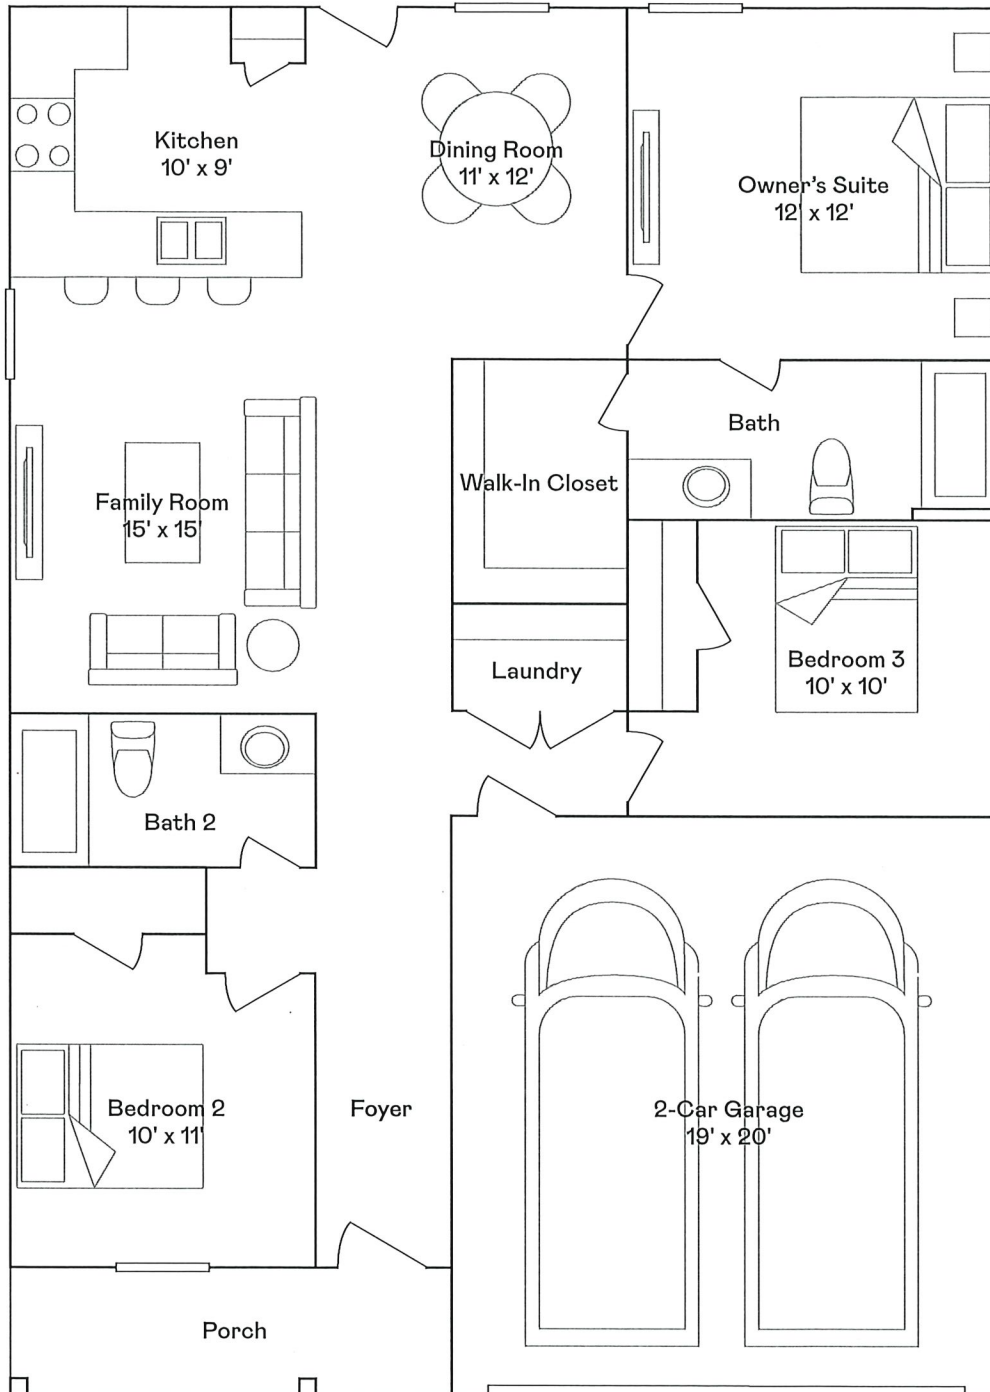 Kitchen
10' x 9'
Dining Room
11' x 12'
Owner's Suite
12' x 12'
Bath
Walk-In Closet
Family Room
15' x 15'
Laundry
Bedroom 3
10' x 10'
Bath 2
Bedroom 2
10' x 11'
Foyer
2-Car Garage
19' x 20'
Porch